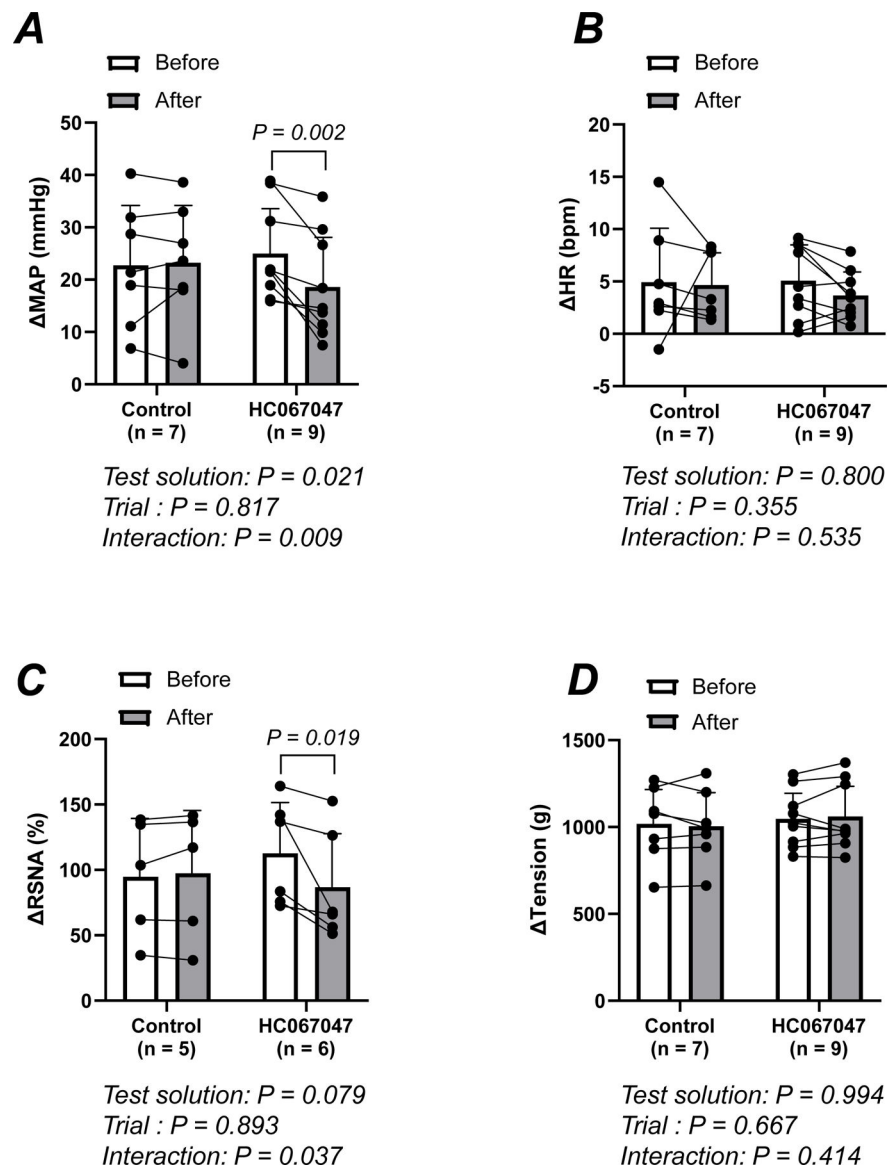 A
Before
After
P = 0.002
ΔMAP (mmHg)
50
40
30
20
10
0
Control
(n = 7)
HC067047
(n = 9)
Test solution: P = 0.021
Trial : P = 0.817
Interaction: P = 0.009
B
Before
After
ΔHR (bpm)
20
15
10
5
0
-5
Control
(n = 7)
HC067047
(n = 9)
Test solution: P = 0.800
Trial : P = 0.355
Interaction: P = 0.535
C
Before
After
P = 0.019
ΔRSNA (%)
200
150
100
50
0
Control
(n = 5)
HC067047
(n = 6)
Test solution: P = 0.079
Trial : P = 0.893
Interaction: P = 0.037
D
Before
After
ΔTension (g)
1500
1000
500
0
Control
(n = 7)
HC067047
(n = 9)
Test solution: P = 0.994
Trial : P = 0.667
Interaction: P = 0.414